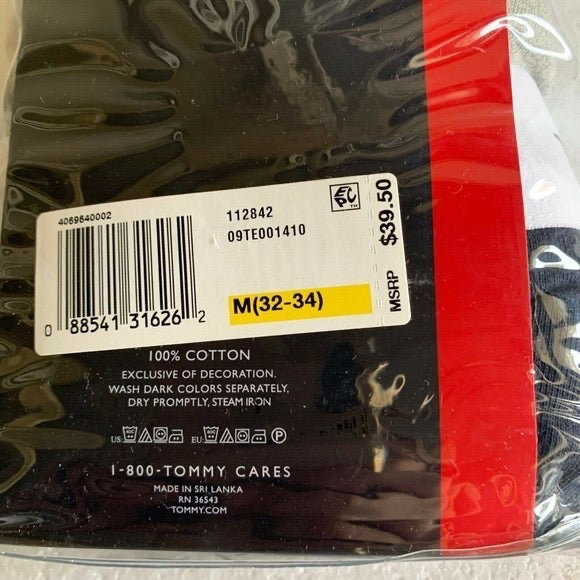 4069640002
112842
09TE001410
EPC
TM
MSRP $39.50
M(32-34)
0 88541 31626 2
100% COTTON
EXCLUSIVE OF DECORATION.
WASH DARK COLORS SEPARATELY,
DRY PROMPTLY, STEAM IRON
US: EU: P
1-800-TOMMY CARES
MADE IN SRI LANKA
RN 36543
TOMMY.COM